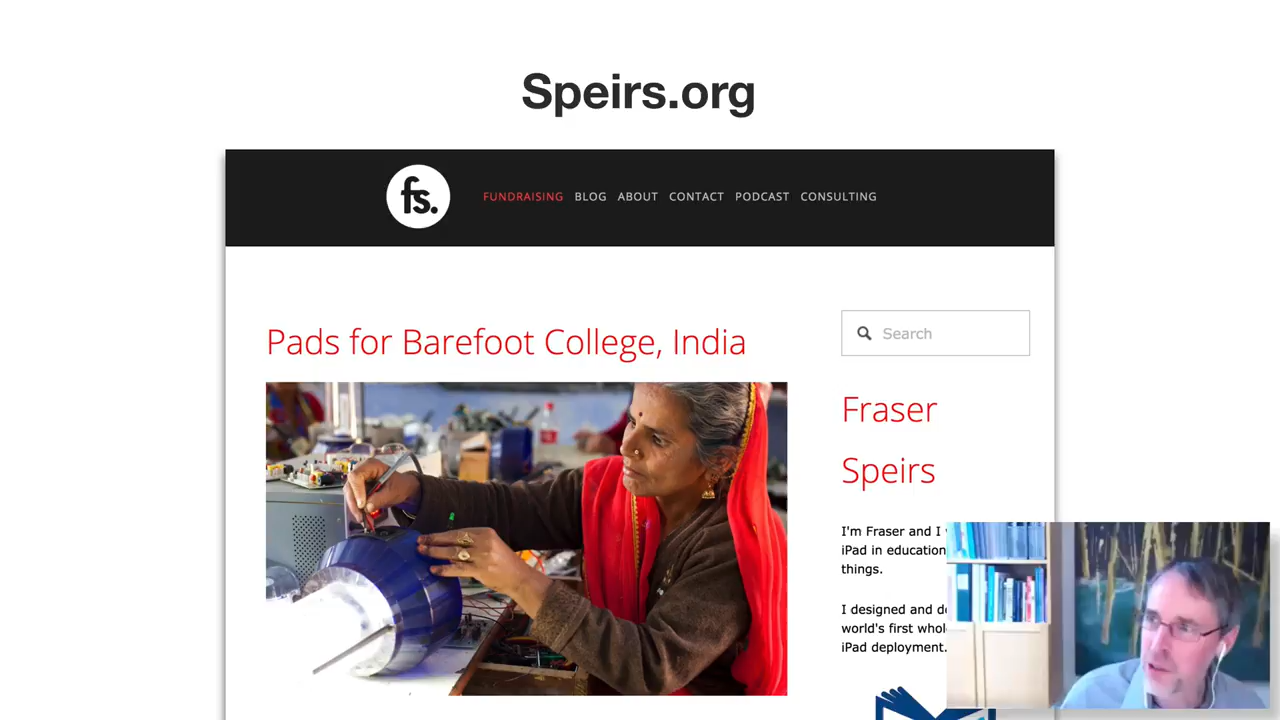 Speirs.org
fs.
FUNDRAISING BLOG ABOUT CONTACT PODCAST CONSULTING
Pads for Barefoot College, India
Search
Fraser
Speirs
I'm Fraser and I
iPad in education
things.
I designed and de
world's first whol
iPad deployment.